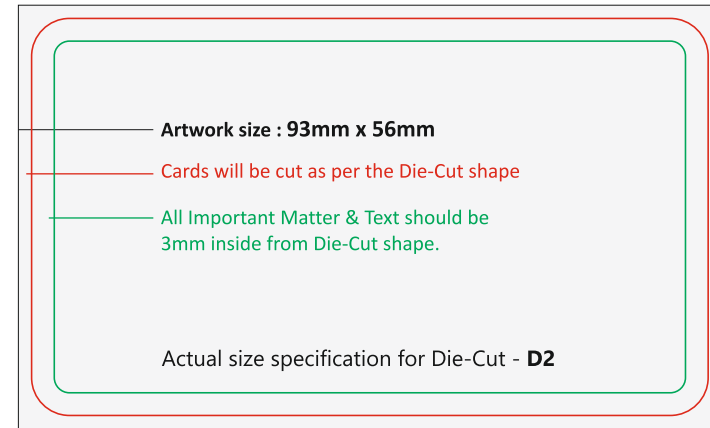 Artwork size : 93mm x 56mm
Cards will be cut as per the Die-Cut shape
All Important Matter & Text should be
3mm inside from Die-Cut shape.
Actual size specification for Die-Cut - D2